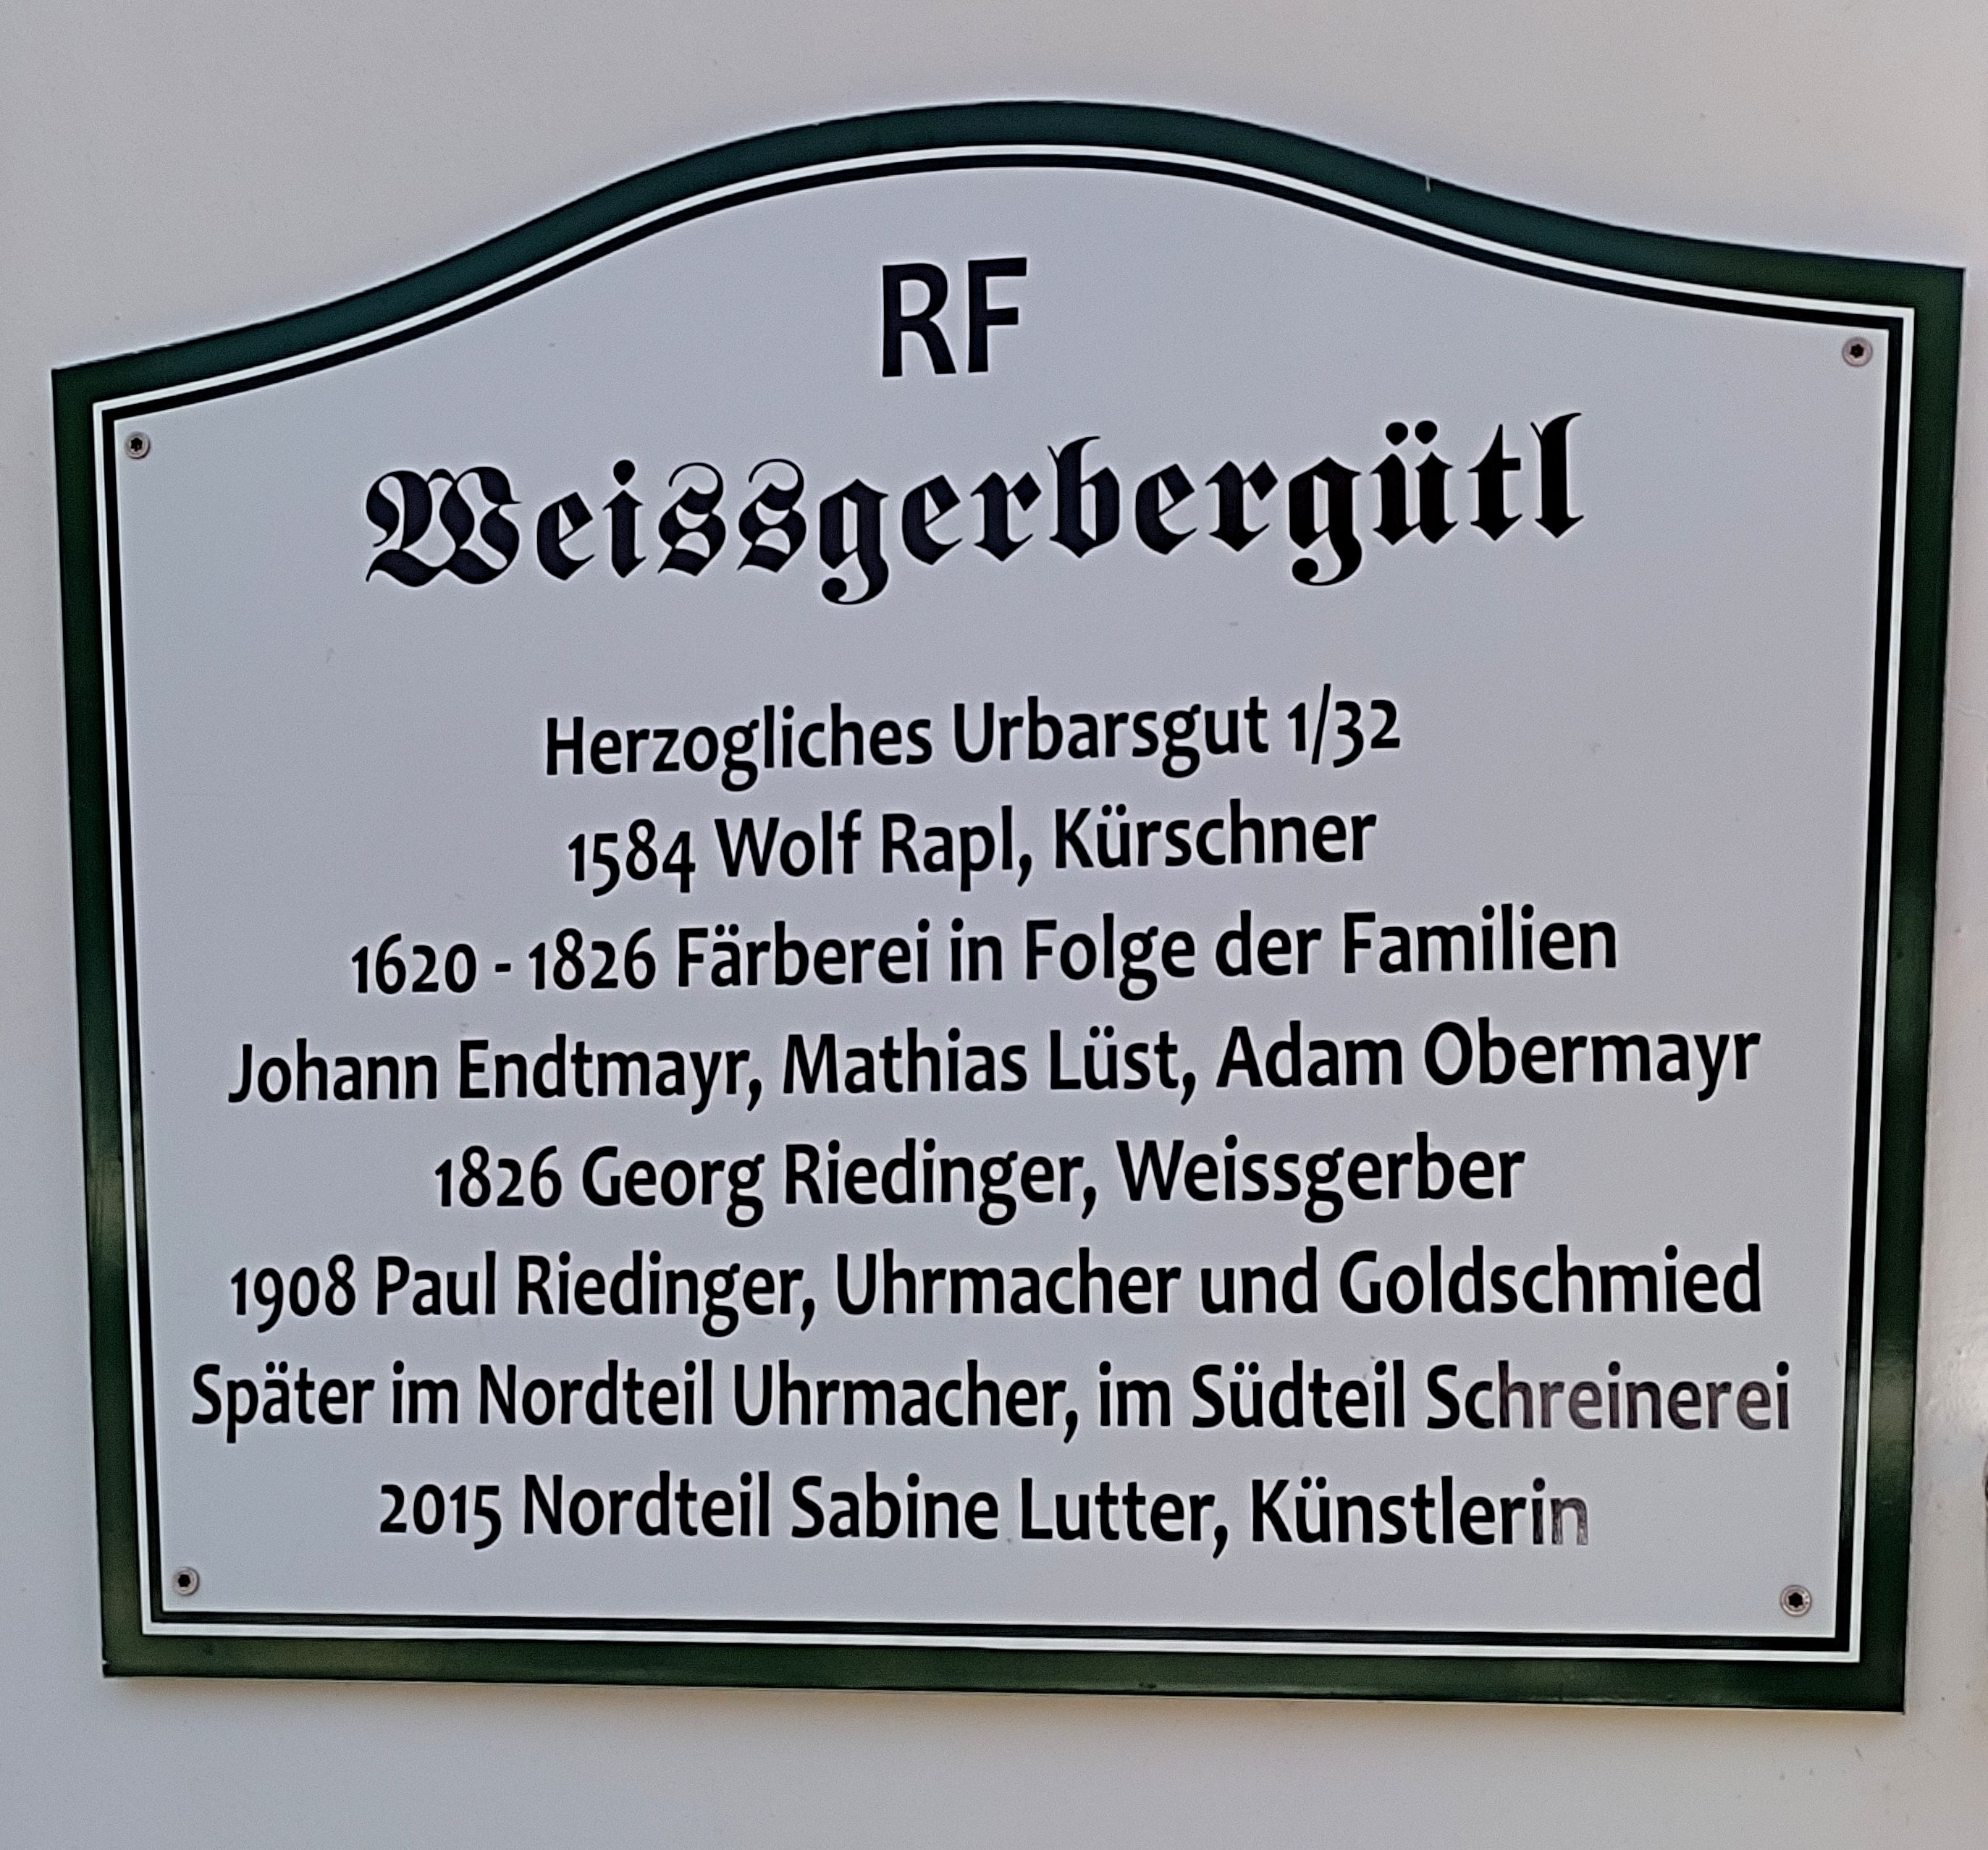 RF
Weissgerbergütl
Herzogliches Urbarsgut 1/32
1584 Wolf Rapl, Kürschner
1620 - 1826 Färberei in Folge der Familien
Johann Endtmayr, Mathias Lüst, Adam Obermayr
1826 Georg Riedinger, Weissgerber
1908 Paul Riedinger, Uhrmacher und Goldschmied
Später im Nordteil Uhrmacher, im Südteil Schreinerei
2015 Nordteil Sabine Lutter, Künstlerin